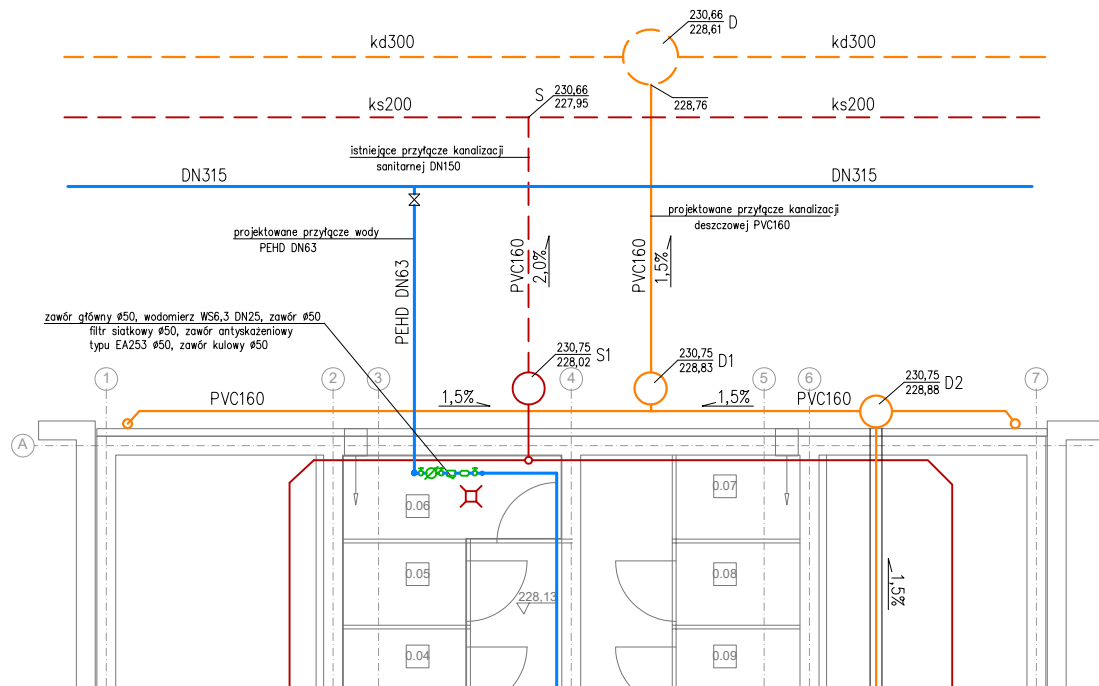 230,66
228,61 D
kd300
kd300
S 230,66
227,95
228,76
ks200
ks200
istniejące przyłącze kanalizacji
sanitarnej DN150
DN315
DN315
projektowane przyłącze wody
PEHD DN63
projektowane przyłącze kanalizacji
deszczowej PVC160
PEHD DN63
PVC160
2,0%
PVC160
1,5%
zawór główny ø50, wodomierz WS6,3 DN25, zawór ø50
filtr siatkowy ø50, zawór antyskażeniowy
typu EA253 ø50, zawór kulowy ø50
230,75
228,02 S1
230,75
228,83 D1
230,75
228,88 D2
1
2
3
4
5
6
7
PVC160
1,5%
1,5%
PVC160
A
0.06
0.07
0.05
0.08
228,13
1,5%
0.04
0.09